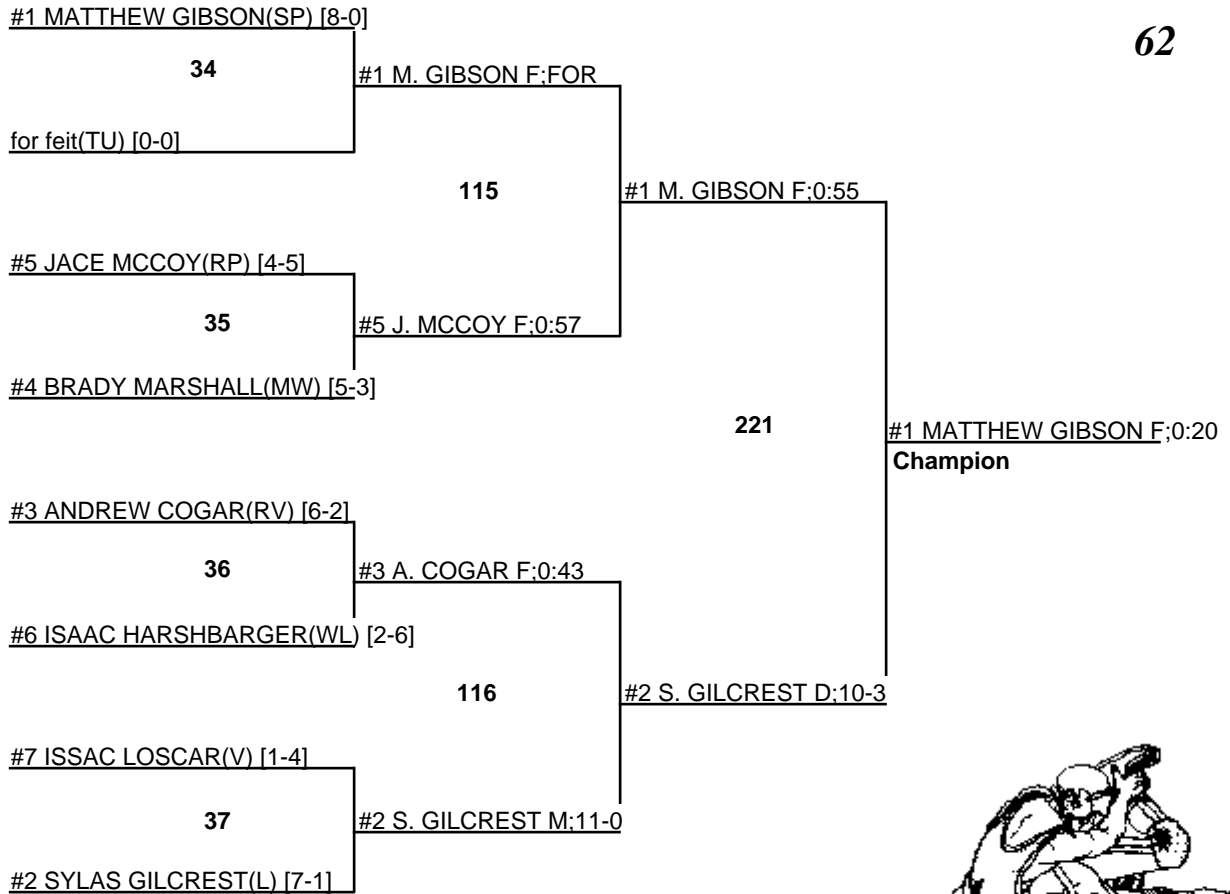 #1 MATTHEW GIBSON(SP) [8-0]
62
34
#1 M. GIBSON F;FOR
for feit(TU) [0-0]
115
#1 M. GIBSON F;0:55
#5 JACE MCCOY(RP) [4-5]
35
#5 J. MCCOY F;0:57
#4 BRADY MARSHALL(MW) [5-3]
221
#1 MATTHEW GIBSON F;0:20
Champion
#3 ANDREW COGAR(RV) [6-2]
36
#3 A. COGAR F;0:43
#6 ISAAC HARSHBARGER(WL) [2-6]
116
#2 S. GILCREST D;10-3
#7 ISSAC LOSCAR(V) [1-4]
37
#2 S. GILCREST M;11-0
#2 SYLAS GILCREST(L) [7-1]